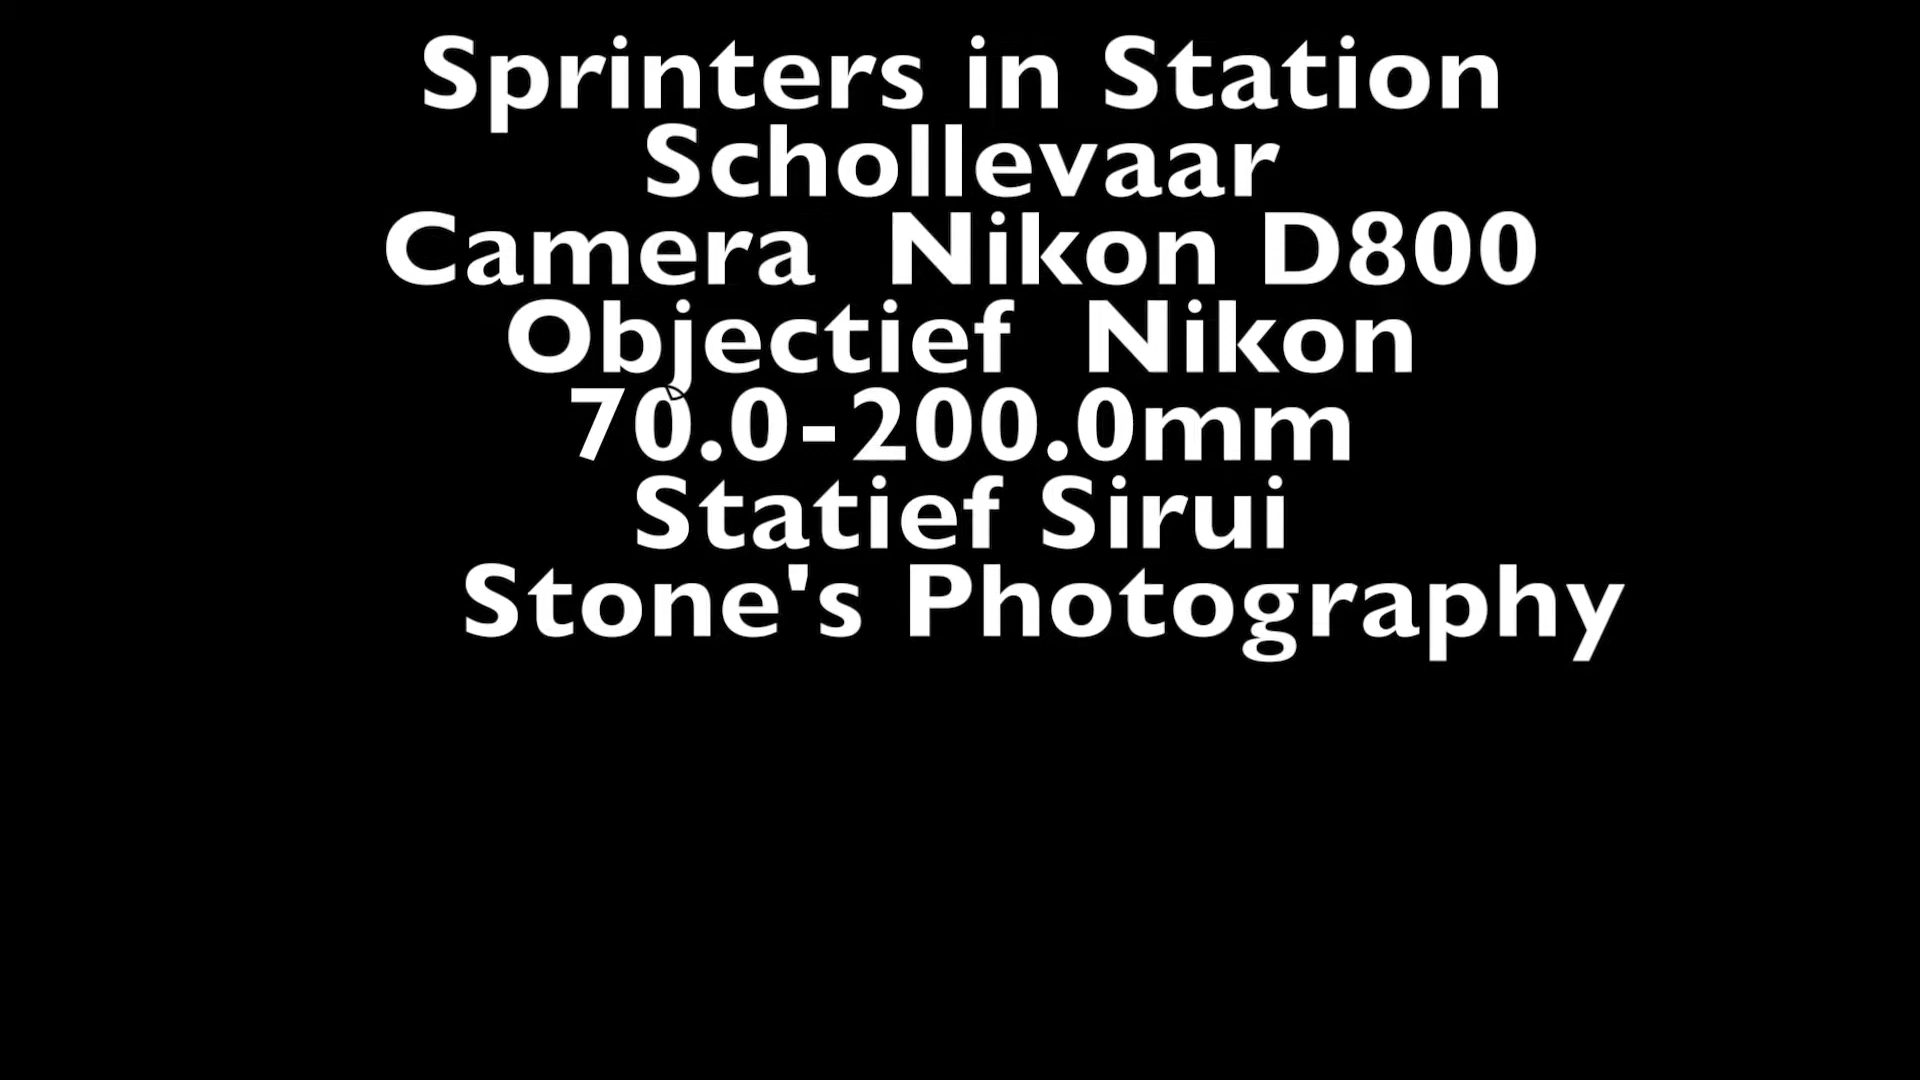 Sprinters in Station
Schollevaar
Camera  Nikon D800
Objectief  Nikon
70.0-200.0mm
Statief Sirui
Stone's Photography